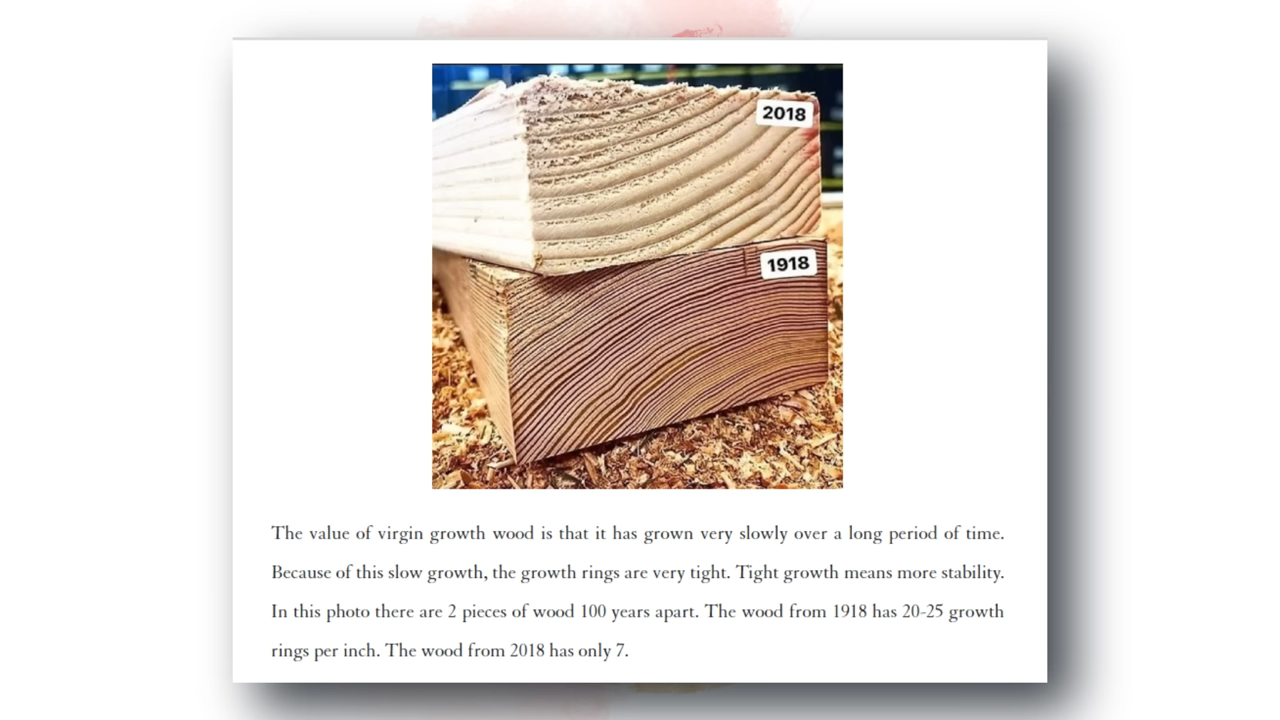 2018
1918
The value of virgin growth wood is that it has grown very slowly over a long period of time.
Because of this slow growth, the growth rings are very tight. Tight growth means more stability.
In this photo there are 2 pieces of wood 100 years apart. The wood from 1918 has 20-25 growth
rings per inch. The wood from 2018 has only 7.